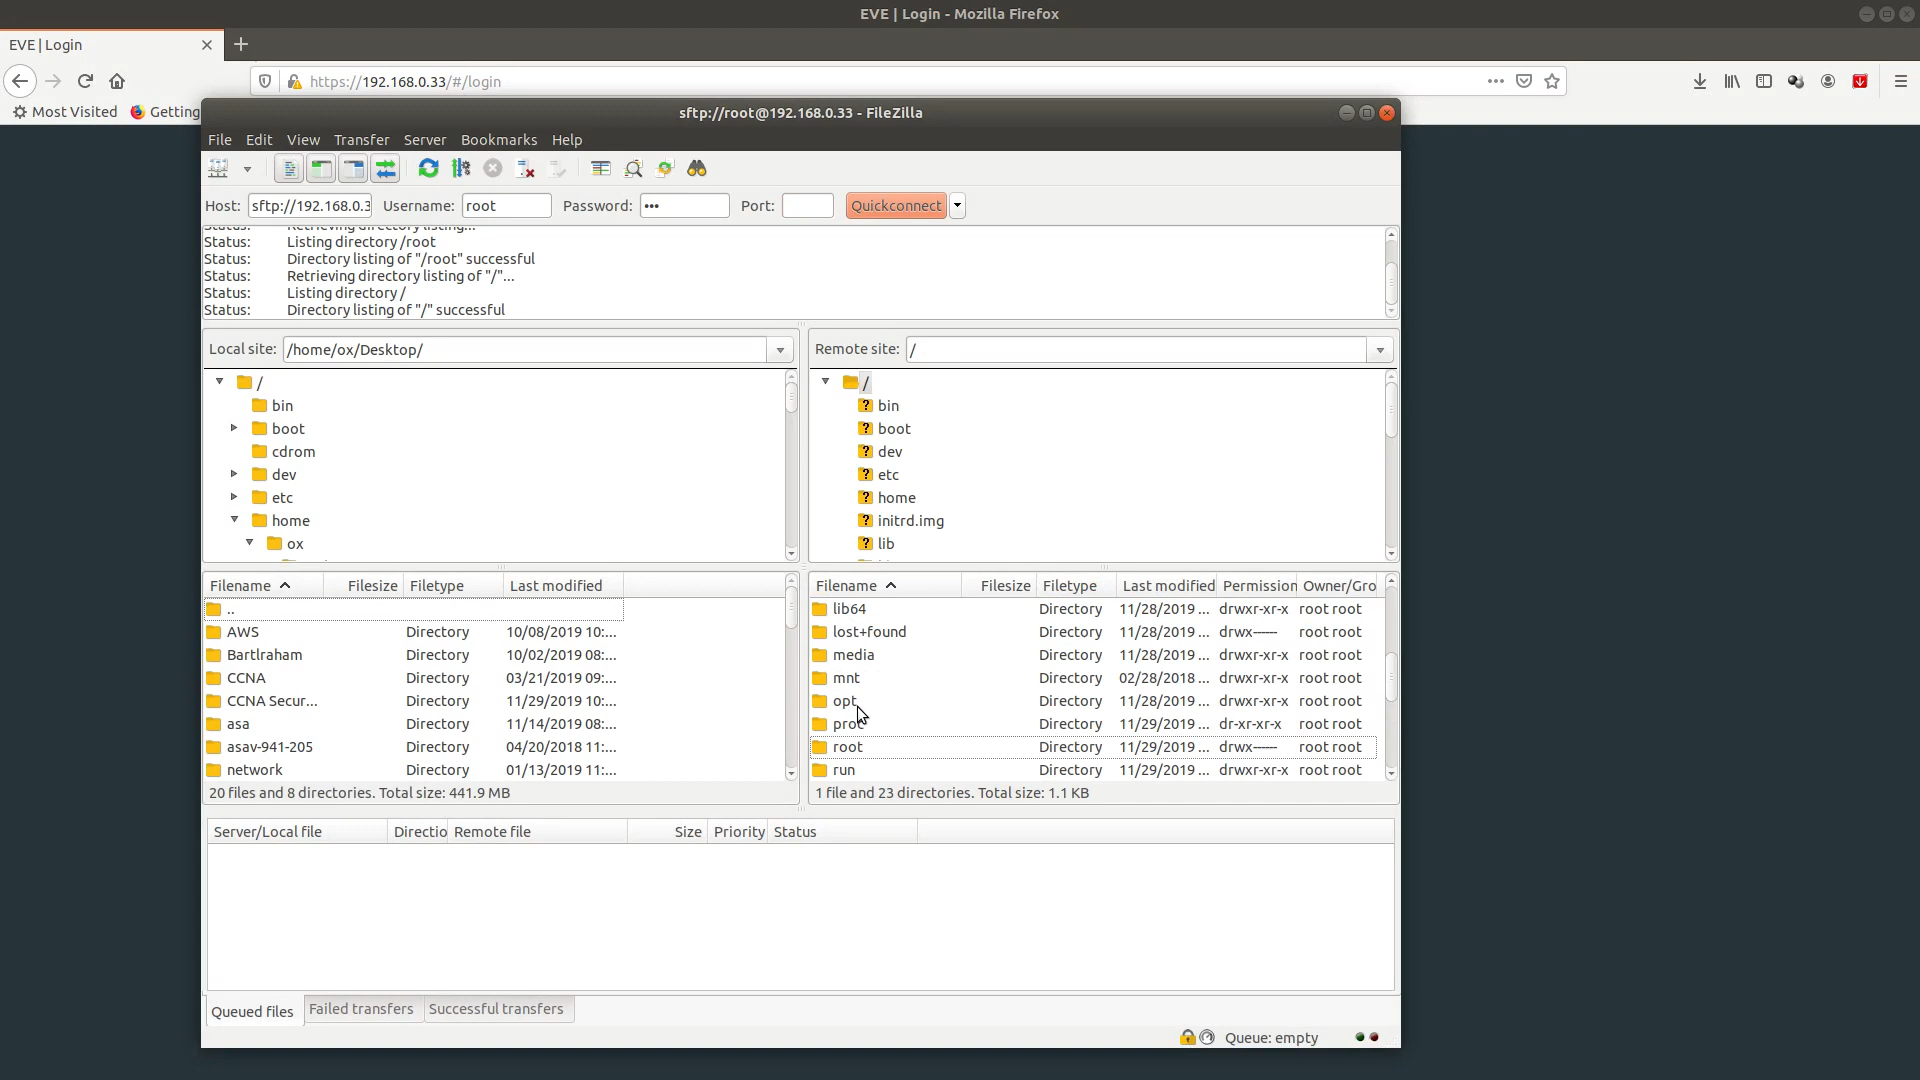 EVE | Login - Mozilla Firefox
EVE | Login
https://192.168.0.33/#/login
Most Visited
Getting
sftp://root@192.168.0.33 - FileZilla
File Edit View Transfer Server Bookmarks Help
Host: sftp://192.168.0.3 Username: root Password: ••• Port: Quickconnect
Status: Retrieving directory listing...
Status: Listing directory /root
Status: Directory listing of "/root" successful
Status: Retrieving directory listing of "/"...
Status: Listing directory /
Status: Directory listing of "/" successful
Local site: /home/ox/Desktop/
/
bin
boot
cdrom
dev
etc
home
ox
Remote site: /
/
bin
boot
dev
etc
home
initrd.img
lib
Filename Filesize Filetype Last modified
..
AWS Directory 10/08/2019 10:...
Bartlraham Directory 10/02/2019 08:...
CCNA Directory 03/21/2019 09:...
CCNA Secur... Directory 11/29/2019 10:...
asa Directory 11/14/2019 08:...
asav-941-205 Directory 04/20/2018 11:...
network Directory 01/13/2019 11:...
20 files and 8 directories. Total size: 441.9 MB
Filename Filesize Filetype Last modified Permission Owner/Gro
lib64 Directory 11/28/2019 ... drwxr-xr-x root root
lost+found Directory 11/28/2019 ... drwx------ root root
media Directory 11/28/2019 ... drwxr-xr-x root root
mnt Directory 02/28/2018 ... drwxr-xr-x root root
opt Directory 11/28/2019 ... drwxr-xr-x root root
proc Directory 11/29/2019 ... dr-xr-xr-x root root
root Directory 11/29/2019 ... drwx------ root root
run Directory 11/29/2019 ... drwxr-xr-x root root
1 file and 23 directories. Total size: 1.1 KB
Server/Local file Directio Remote file Size Priority Status
Queued files Failed transfers Successful transfers
Queue: empty